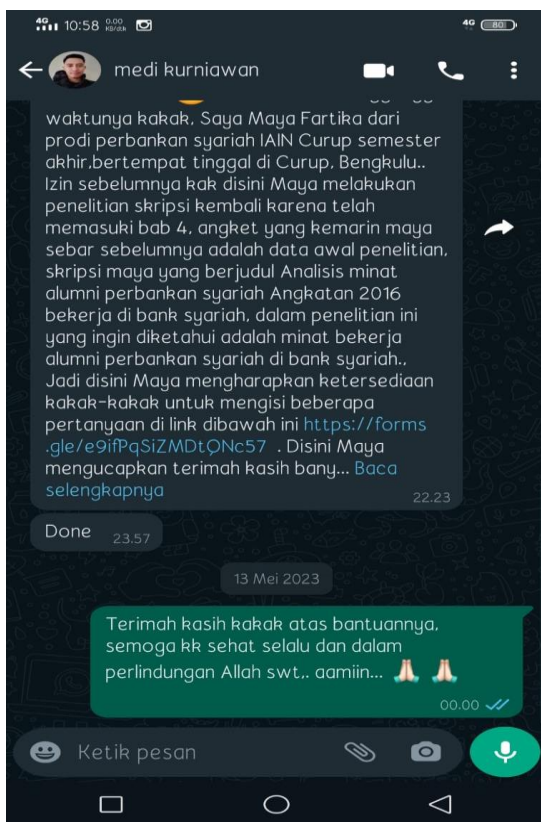 4G 10:58 0.00 KB/dtk 4G 80
medi kurniawan
waktunya kakak, Saya Maya Fartika dari
prodi perbankan syariah IAIN Curup semester
akhir,bertempat tinggal di Curup, Bengkulu..
Izin sebelumnya kak disini Maya melakukan
penelitian skripsi kembali karena telah
memasuki bab 4, angket yang kemarin maya
sebar sebelumnya adalah data awal penelitian,
skripsi maya yang berjudul Analisis minat
alumni perbankan syariah Angkatan 2016
bekerja di bank syariah, dalam penelitian ini
yang ingin diketahui adalah minat bekerja
alumni perbankan syariah di bank syariah.,
Jadi disini Maya mengharapkan ketersediaan
kakak-kakak untuk mengisi beberapa
pertanyaan di link dibawah ini https://forms
.gle/e9ifPqSiZMDtQNc57 . Disini Maya
mengucapkan terimah kasih bany... Baca
selengkapnya
22.23
Done 23.57
13 Mei 2023
Terimah kasih kakak atas bantuannya,
semoga kk sehat selalu dan dalam
perlindungan Allah swt,. aamiin... 🙏🏻 🙏🏻
00.00
Ketik pesan